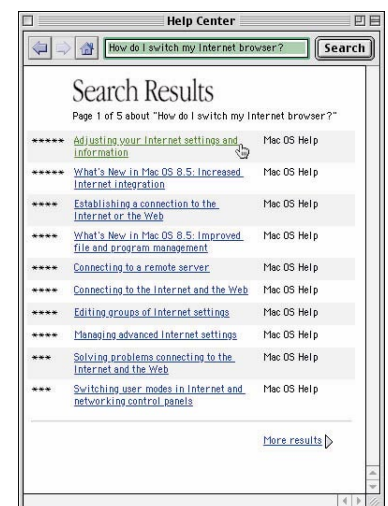 Help Center
How do I switch my Internet browser?
Search
Search Results
Page 1 of 5 about "How do I switch my Internet browser?"
***** Adjusting your Internet settings and Mac OS Help
information
***** What's New in Mac OS 8.5: Increased Mac OS Help
Internet integration
**** Establishing a connection to the Mac OS Help
Internet or the Web
**** What's New in Mac OS 8.5: Improved Mac OS Help
file and program management
**** Connecting to a remote server Mac OS Help
**** Connecting to the Internet and the Web Mac OS Help
**** Editing groups of Internet settings Mac OS Help
**** Managing advanced Internet settings Mac OS Help
*** Solving problems connecting to the Mac OS Help
Internet and the Web
*** Switching user modes in Internet and Mac OS Help
networking control panels
More results